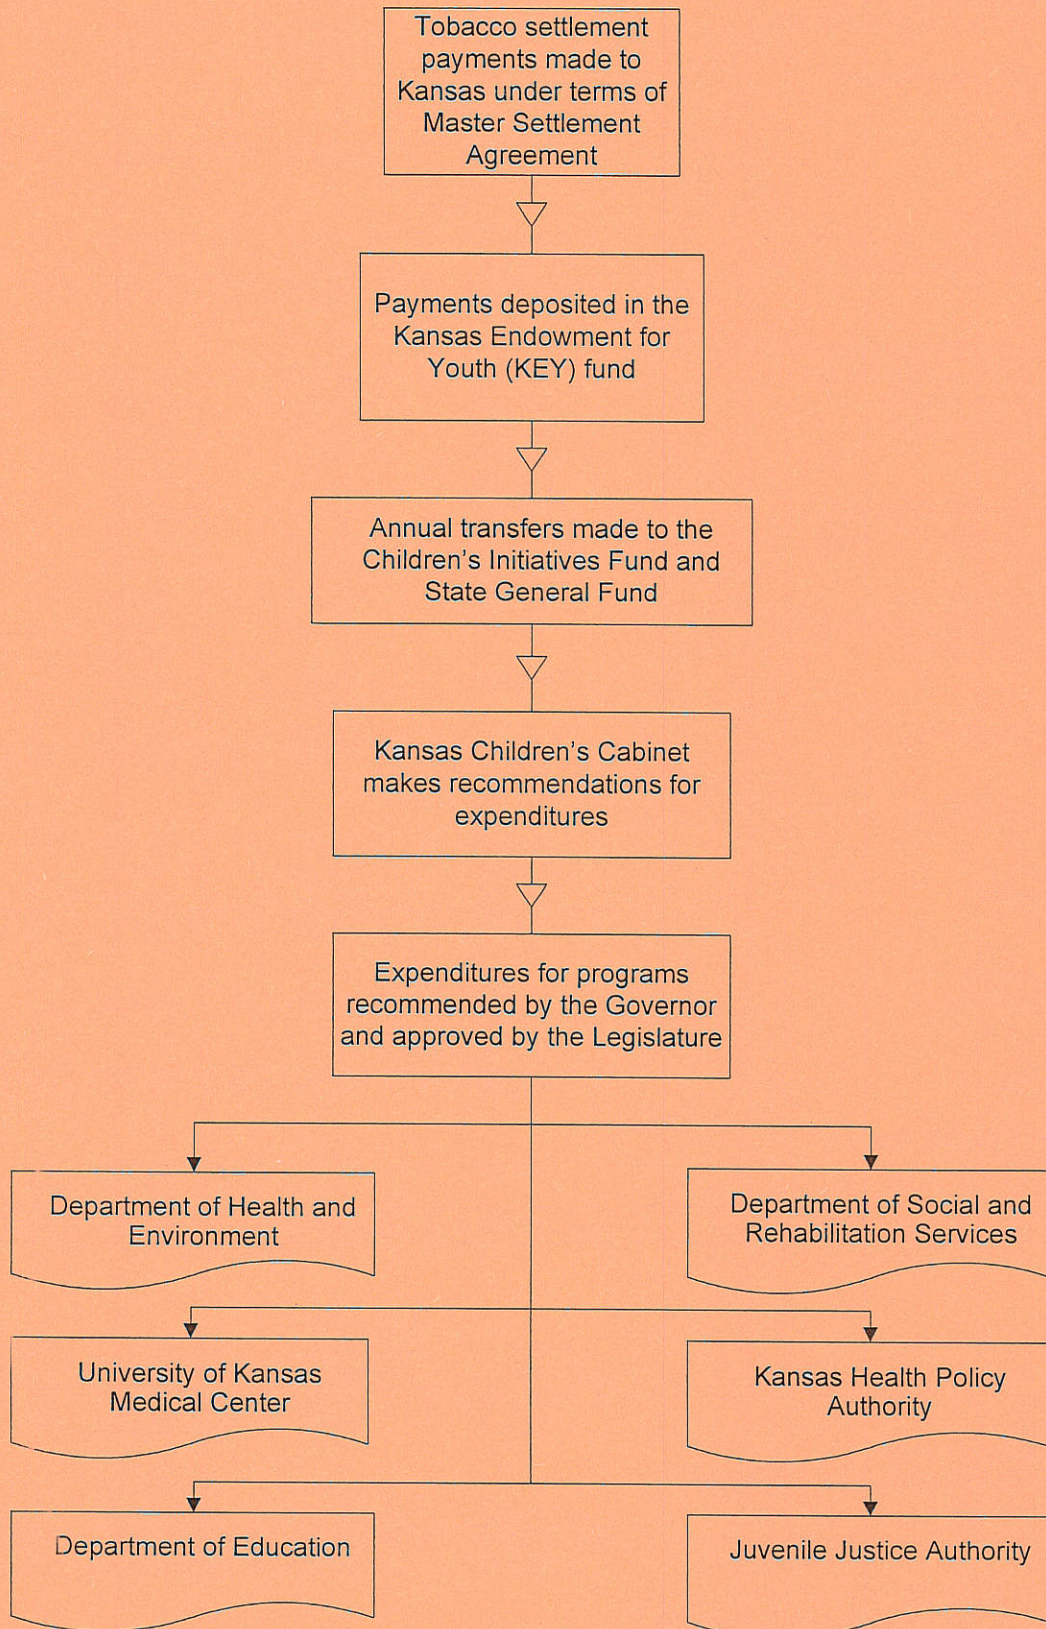 Tobacco settlement
payments made to
Kansas under terms of
Master Settlement
Agreement
Payments deposited in the
Kansas Endowment for
Youth (KEY) fund
Annual transfers made to the
Children's Initiatives Fund and
State General Fund
Kansas Children's Cabinet
makes recommendations for
expenditures
Expenditures for programs
recommended by the Governor
and approved by the Legislature
Department of Health and
Environment
Department of Social and
Rehabilitation Services
University of Kansas
Medical Center
Kansas Health Policy
Authority
Department of Education
Juvenile Justice Authority